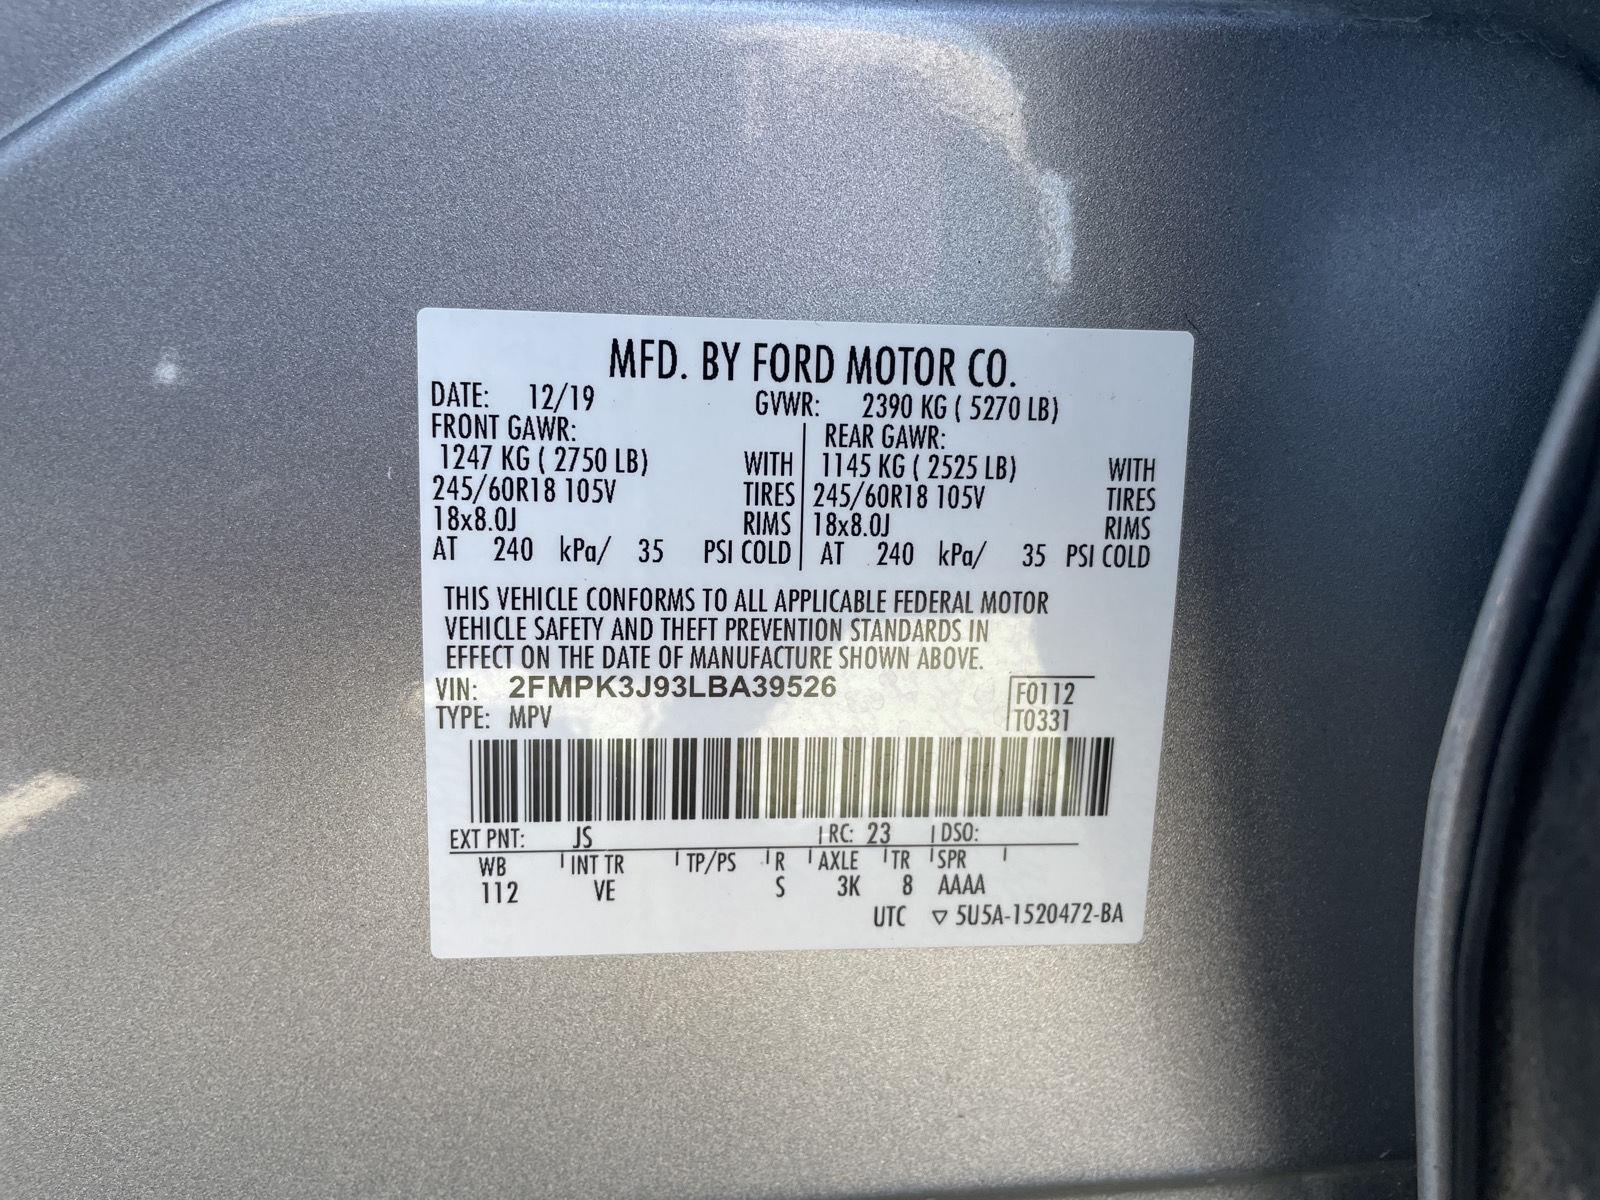 MFD. BY FORD MOTOR CO.
DATE: 12/19 GVWR: 2390 KG ( 5270 LB)
FRONT GAWR: REAR GAWR:
1247 KG ( 2750 LB) WITH 1145 KG ( 2525 LB) WITH
245/60R18 105V TIRES 245/60R18 105V TIRES
18x8.0J RIMS 18x8.0J RIMS
AT 240 kPa/ 35 PSI COLD AT 240 kPa/ 35 PSI COLD
THIS VEHICLE CONFORMS TO ALL APPLICABLE FEDERAL MOTOR
VEHICLE SAFETY AND THEFT PREVENTION STANDARDS IN
EFFECT ON THE DATE OF MANUFACTURE SHOWN ABOVE.
VIN: 2FMPK3J93LBA39526 F0112
TYPE: MPV T0331
EXT PNT: JS RC: 23 DSO:
WB INT TR TP/PS R AXLE TR SPR
112 VE S 3K 8 AAAA
UTC ▽ 5U5A-1520472-BA